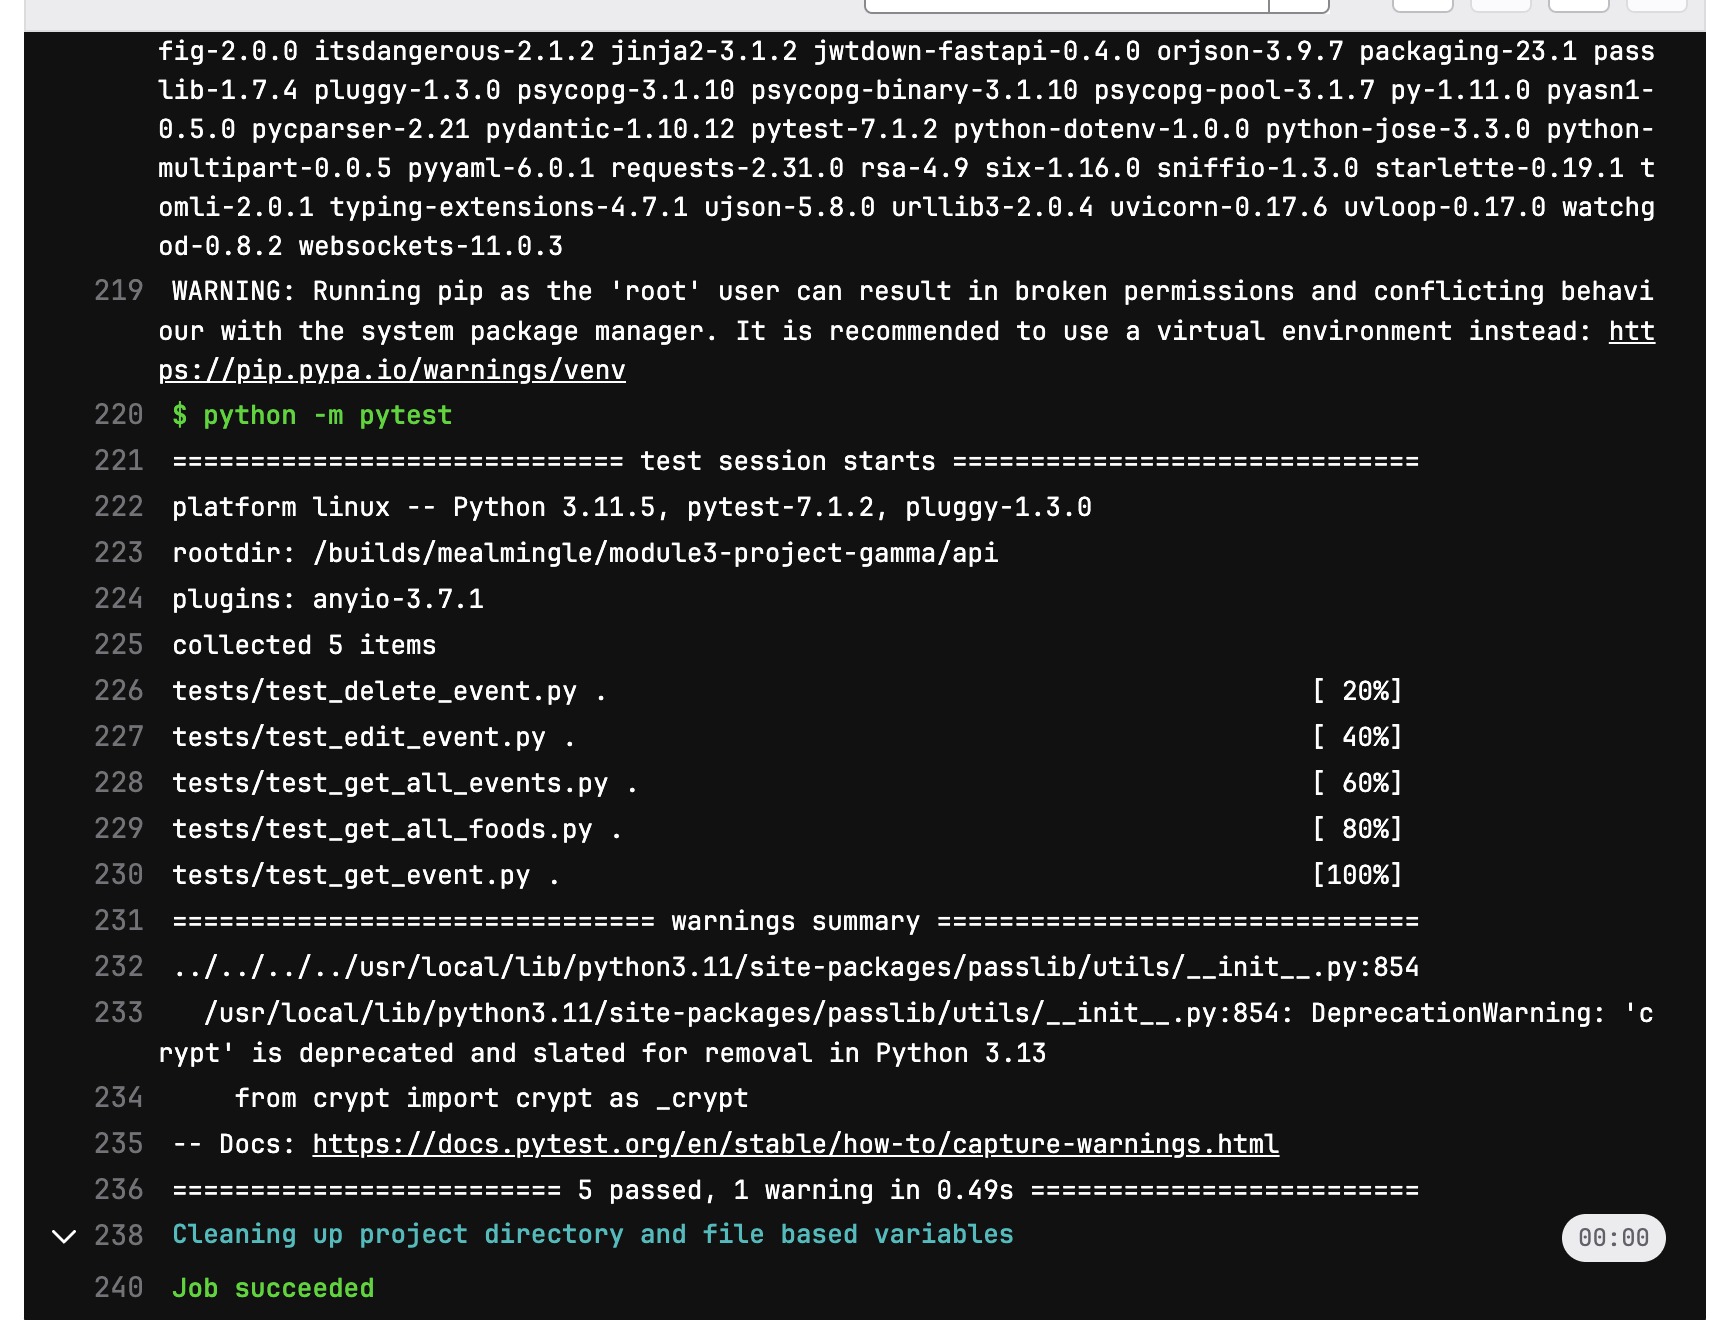 fig-2.0.0 itsdangerous-2.1.2 jinja2-3.1.2 jwtdown-fastapi-0.4.0 orjson-3.9.7 packaging-23.1 pass
lib-1.7.4 pluggy-1.3.0 psycopg-3.1.10 psycopg-binary-3.1.10 psycopg-pool-3.1.7 py-1.11.0 pyasn1-
0.5.0 pycparser-2.21 pydantic-1.10.12 pytest-7.1.2 python-dotenv-1.0.0 python-jose-3.3.0 python-
multipart-0.0.5 pyyaml-6.0.1 requests-2.31.0 rsa-4.9 six-1.16.0 sniffio-1.3.0 starlette-0.19.1 t
omli-2.0.1 typing-extensions-4.7.1 ujson-5.8.0 urllib3-2.0.4 uvicorn-0.17.6 uvloop-0.17.0 watchg
od-0.8.2 websockets-11.0.3
219 WARNING: Running pip as the 'root' user can result in broken permissions and conflicting behavi
our with the system package manager. It is recommended to use a virtual environment instead: htt
ps://pip.pypa.io/warnings/venv
220 $ python -m pytest
221 ============================= test session starts ==============================
222 platform linux -- Python 3.11.5, pytest-7.1.2, pluggy-1.3.0
223 rootdir: /builds/mealmingle/module3-project-gamma/api
224 plugins: anyio-3.7.1
225 collected 5 items
226 tests/test_delete_event.py . [ 20%]
227 tests/test_edit_event.py . [ 40%]
228 tests/test_get_all_events.py . [ 60%]
229 tests/test_get_all_foods.py . [ 80%]
230 tests/test_get_event.py . [100%]
231 =============================== warnings summary ===============================
232 ../../../../usr/local/lib/python3.11/site-packages/passlib/utils/__init__.py:854
233 /usr/local/lib/python3.11/site-packages/passlib/utils/__init__.py:854: DeprecationWarning: 'c
rypt' is deprecated and slated for removal in Python 3.13
234 from crypt import crypt as _crypt
235 -- Docs: https://docs.pytest.org/en/stable/how-to/capture-warnings.html
236 ========================= 5 passed, 1 warning in 0.49s =========================
238 Cleaning up project directory and file based variables 00:00
240 Job succeeded